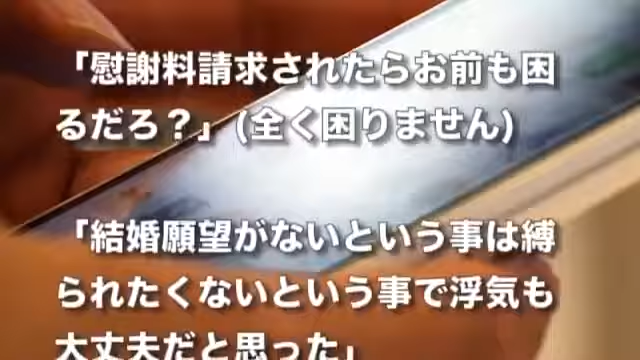 「慰謝料請求されたらお前も困
るだろ？」(全く困りません)
「結婚願望がないという事は縛
られたくないという事で浮気も
大丈夫だと思った」